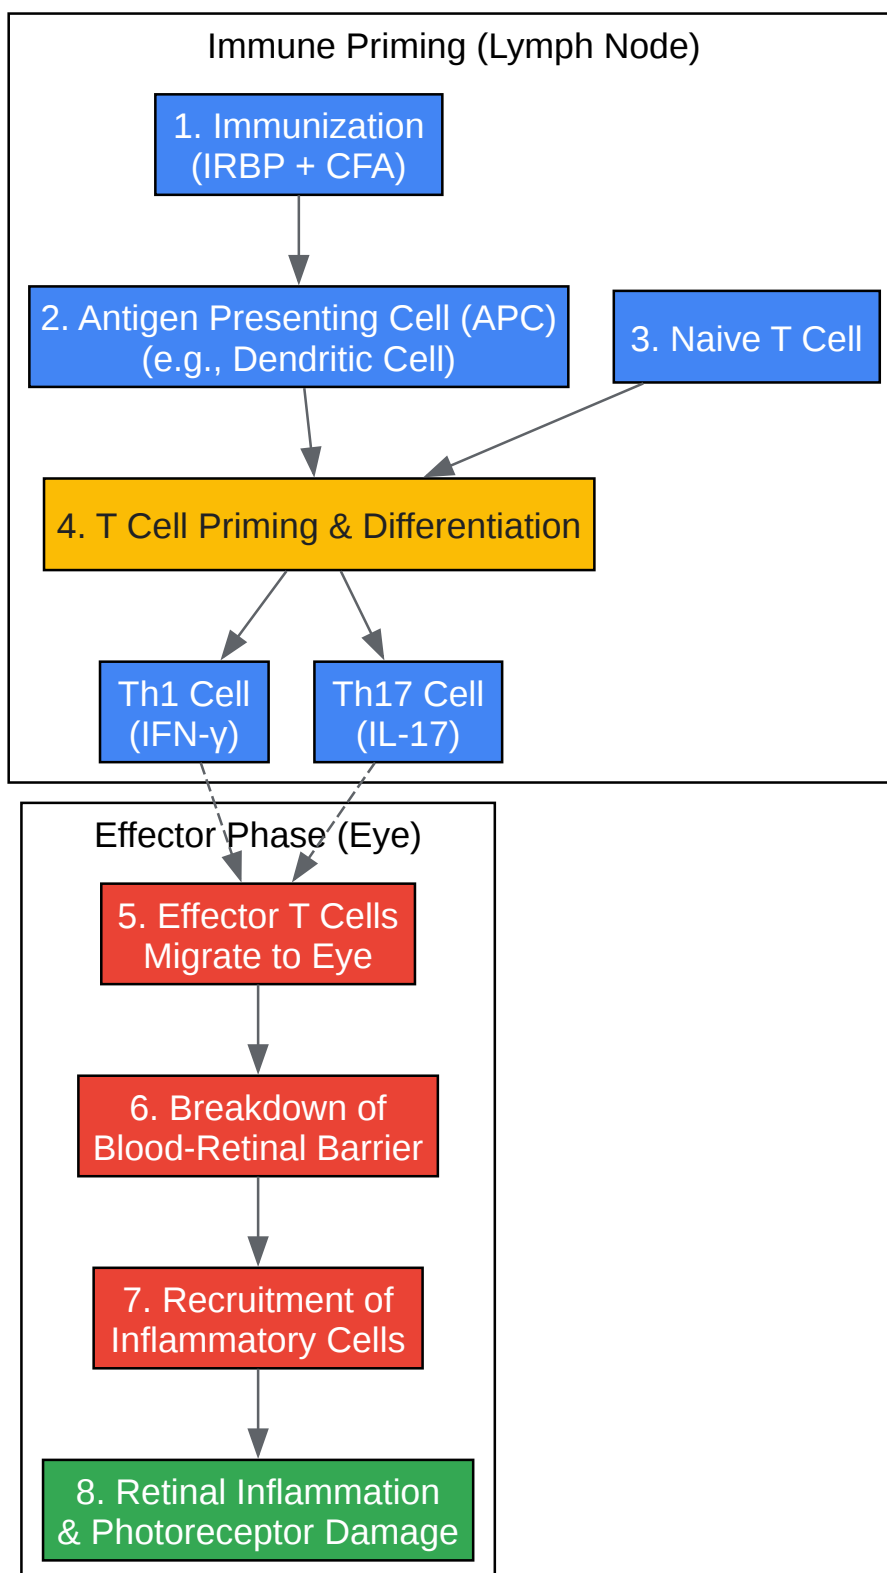 Immune Priming (Lymph Node)
1. Immunization
(IRBP + CFA)
2. Antigen Presenting Cell (APC)
(e.g., Dendritic Cell)
3. Naive T Cell
4. T Cell Priming & Differentiation
Th1 Cell
(IFN-γ)
Th17 Cell
(IL-17)
Effector Phase (Eye)
5. Effector T Cells
Migrate to Eye
6. Breakdown of
Blood-Retinal Barrier
7. Recruitment of
Inflammatory Cells
8. Retinal Inflammation
& Photoreceptor Damage